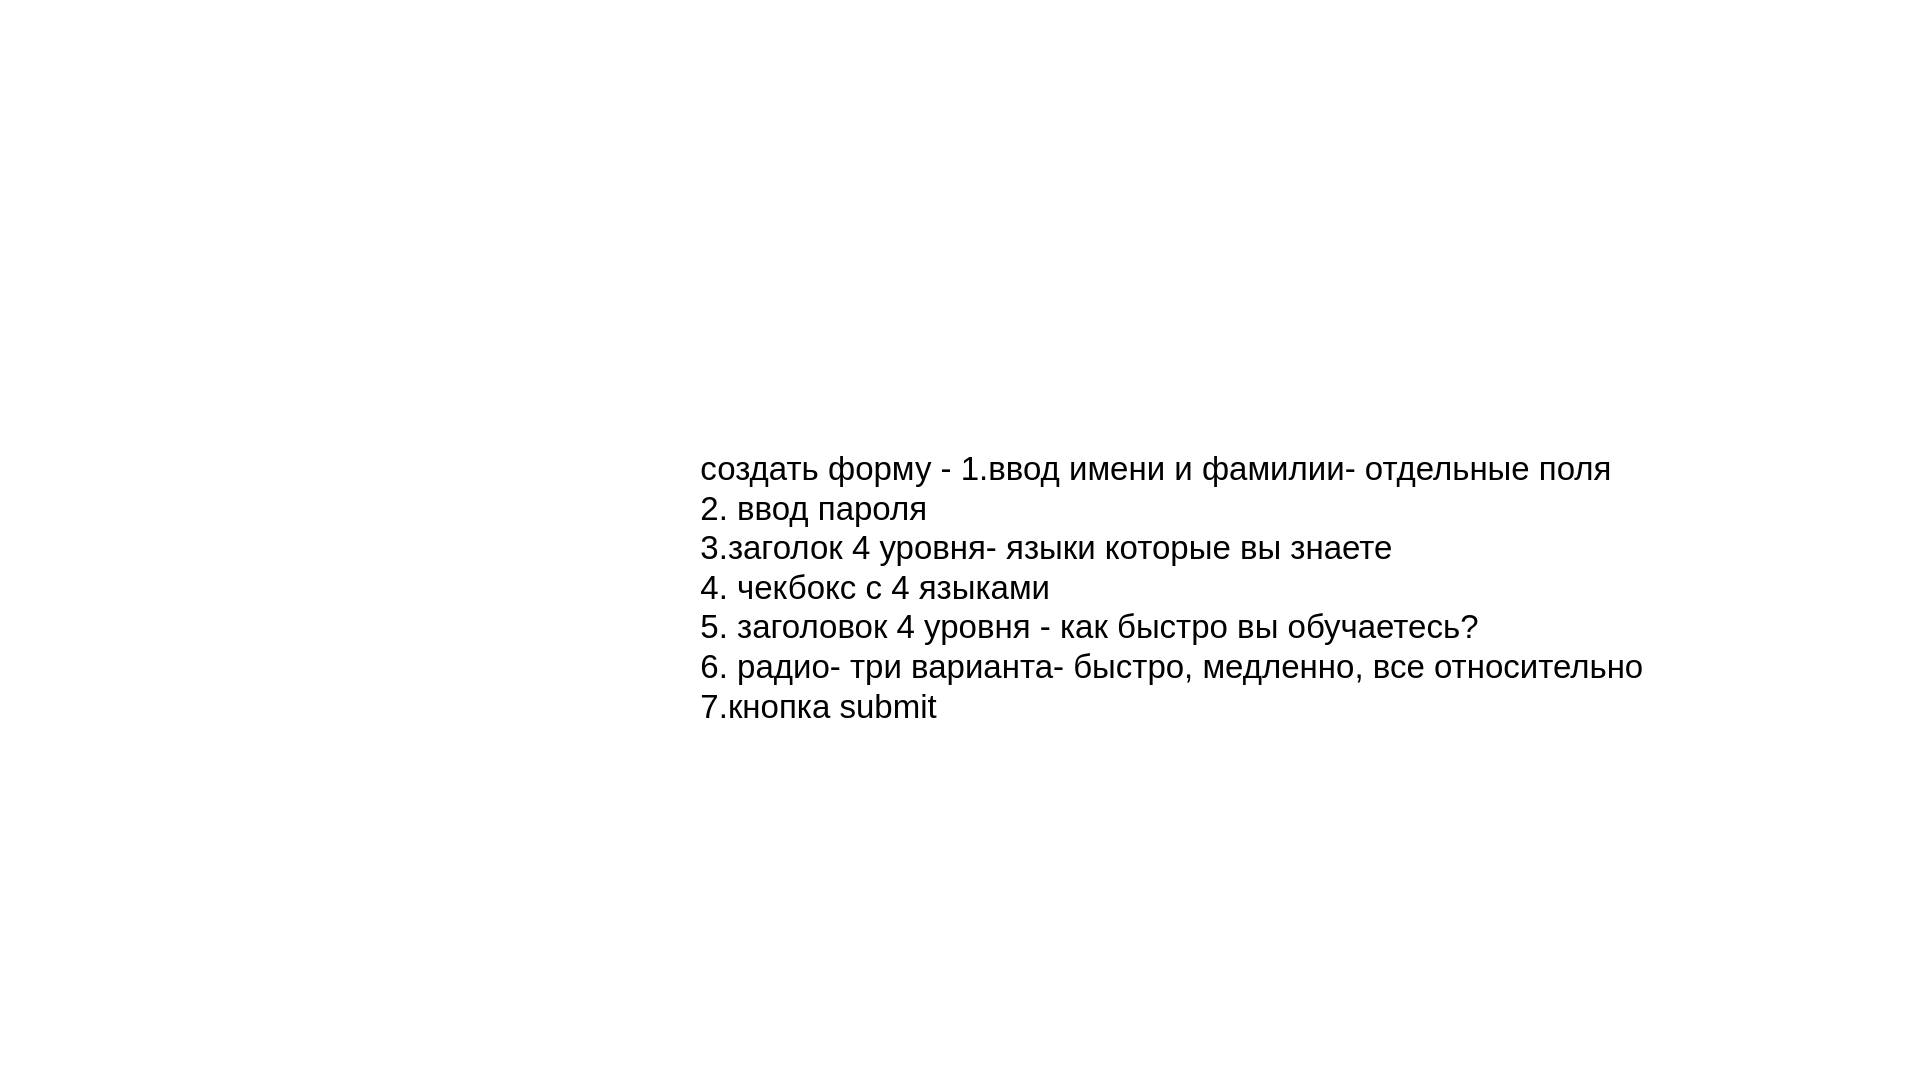 создать форму - 1.ввод имени и фамилии- отдельные поля
2. ввод пароля
3.заголок 4 уровня- языки которые вы знаете
4. чекбокс с 4 языками
5. заголовок 4 уровня - как быстро вы обучаетесь?
6. радио- три варианта- быстро, медленно, все относительно
7.кнопка submit